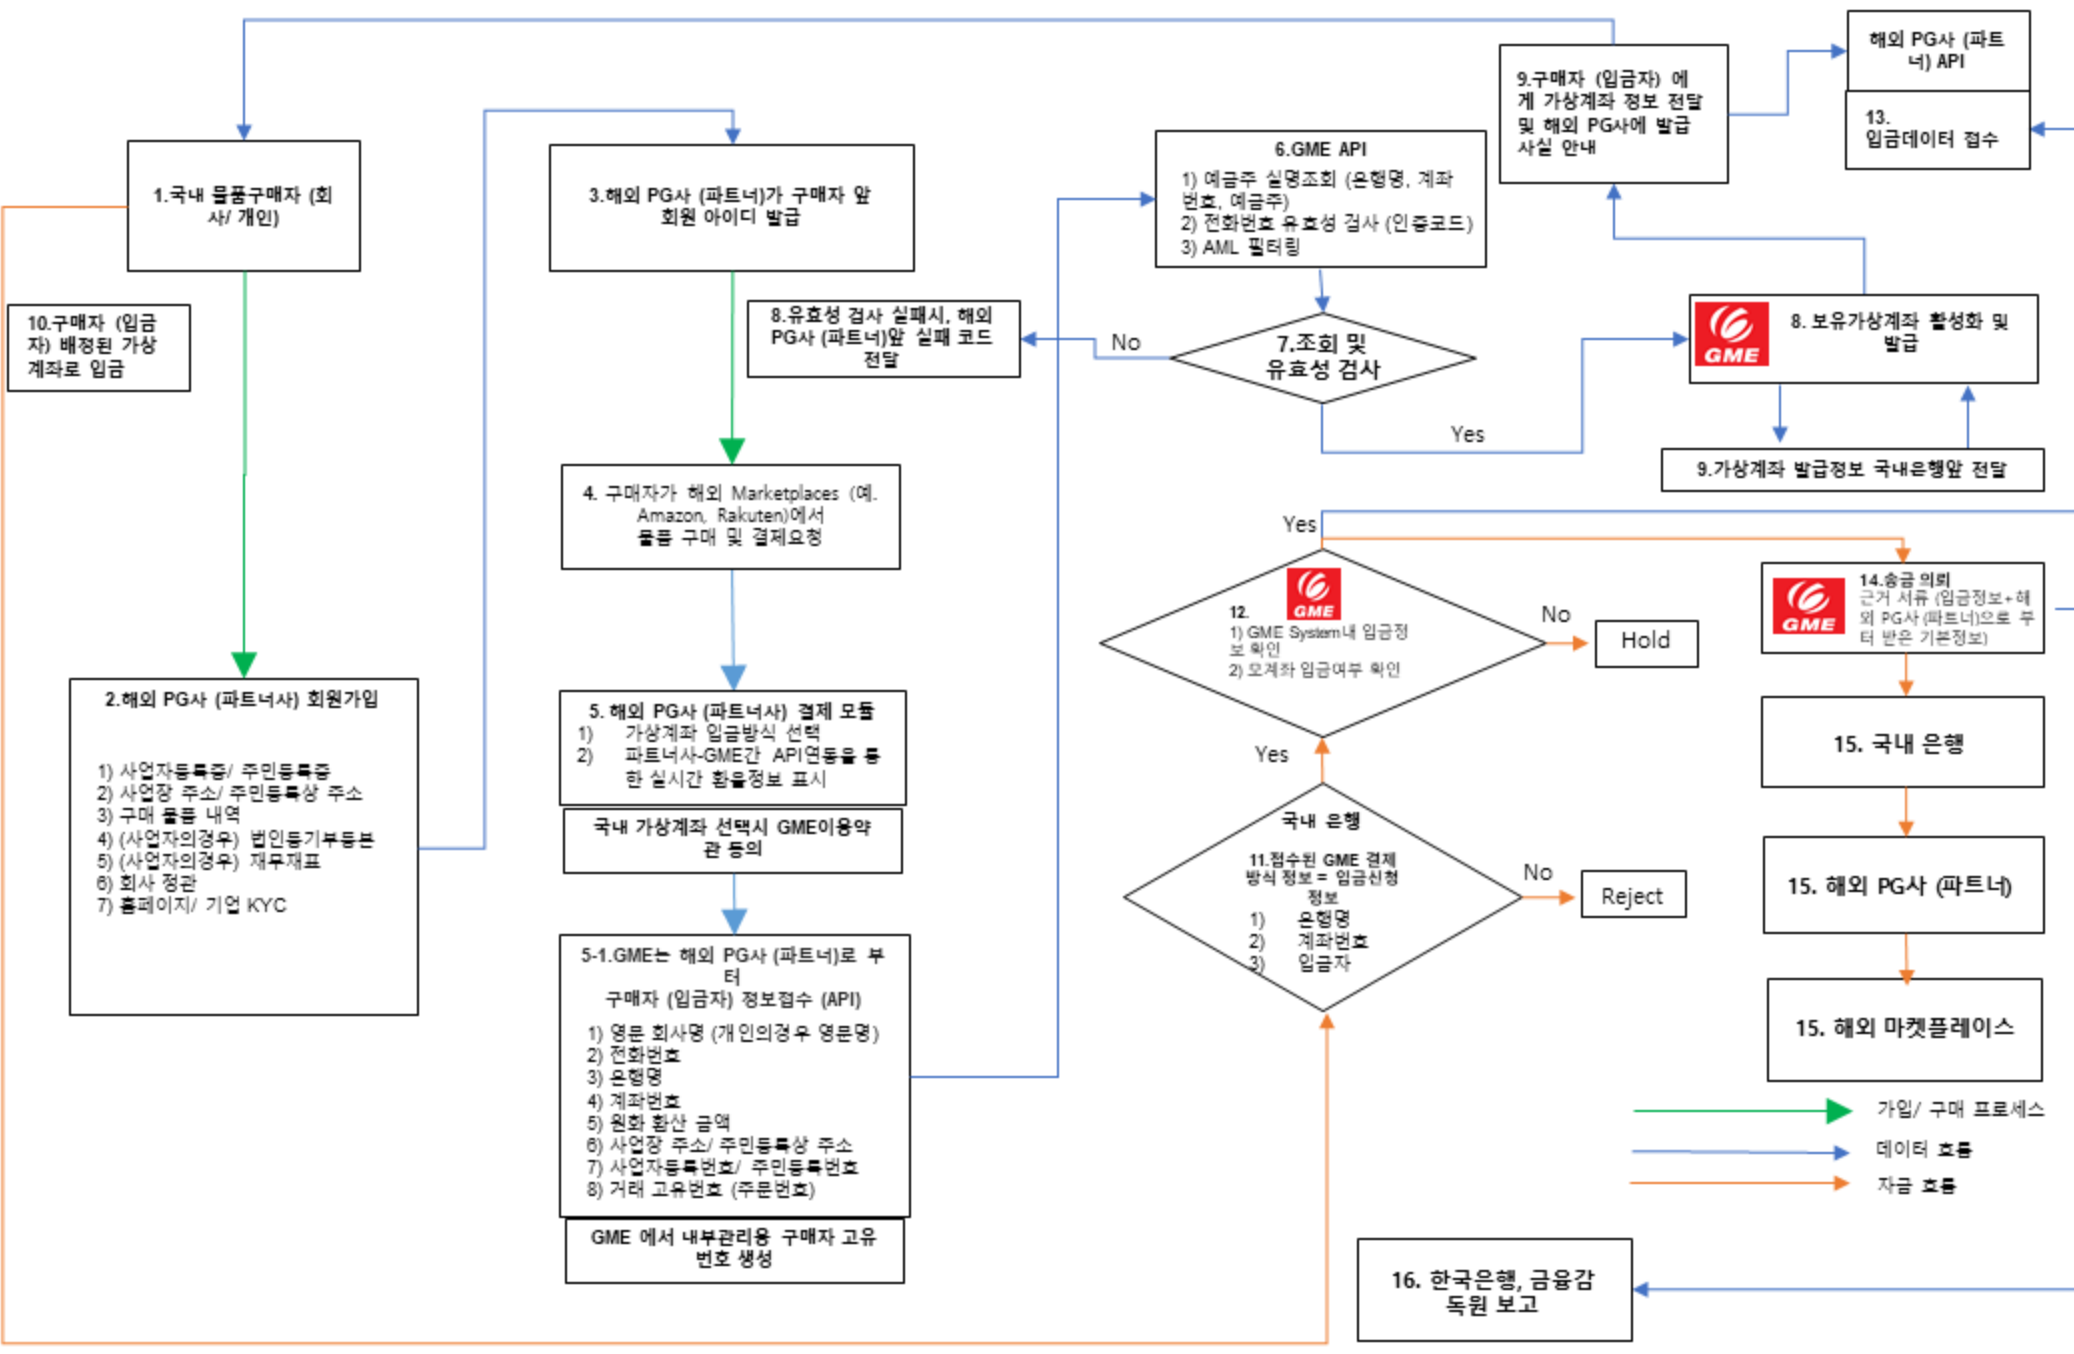 1.국내 물품구매자 (회
사/ 개인)
10.구매자 (입금
자) 배정된 가상
계좌로 입금
2.해외 PG사 (파트너사) 회원가입
1) 사업자등록증/ 주민등록증
2) 사업장 주소/ 주민등록상 주소
3) 구매 물품 내역
4) (사업자의경우) 법인등기부등본
5) (사업자의경우) 재무재표
6) 회사 정관
7) 홈페이지/ 기업 KYC
3.해외 PG사 (파트너)가 구매자 앞
회원 아이디 발급
8.유효성 검사 실패시, 해외
PG사 (파트너)앞 실패 코드
전달
4. 구매자가 해외 Marketplaces (예.
Amazon, Rakuten)에서
물품 구매 및 결제요청
5. 해외 PG사 (파트너사) 결제 모듈
1) 가상계좌 입금방식 선택
2) 파트너사-GME간 API연동을 통
한 실시간 환율정보 표시
국내 가상계좌 선택시 GME이용약
관 동의
5-1.GME는 해외 PG사 (파트너)로 부
터
구매자 (입금자) 정보접수 (API)
1) 영문 회사명 (개인의경우 영문명)
2) 전화번호
3) 은행명
4) 계좌번호
5) 원화 환산 금액
6) 사업장 주소/ 주민등록상 주소
7) 사업자등록번호/ 주민등록번호
8) 거래 고유번호 (주문번호)
GME 에서 내부관리용 구매자 고유
번호 생성
6.GME API
1) 예금주 실명조회 (은행명, 계좌
번호, 예금주)
2) 전화번호 유효성 검사 (인증코드)
3) AML 필터링
7.조회 및
유효성 검사
No
Yes
GME
8. 보유가상계좌 활성화 및
발급
9.가상계좌 발급정보 국내은행앞 전달
9.구매자 (입금자) 에
게 가상계좌 정보 전달
및 해외 PG사에 발급
사실 안내
해외 PG사 (파트
너) API
13.
입금데이터 접수
Yes
GME
12.
1) GME System내 입금정
보 확인
2) 모계좌 입금여부 확인
No
Hold
Yes
국내 은행
11.접수된 GME 결제
방식 정보 = 입금신청
정보
1) 은행명
2) 계좌번호
3) 입금자
No
Reject
GME
14.송금 의뢰
근거 서류 (입금정보+해
외 PG사 (파트너)으로 부
터 받은 기본정보)
15. 국내 은행
15. 해외 PG사 (파트너)
15. 해외 마켓플레이스
가입/ 구매 프로세스
데이터 흐름
자금 흐름
16. 한국은행, 금융감
독원 보고